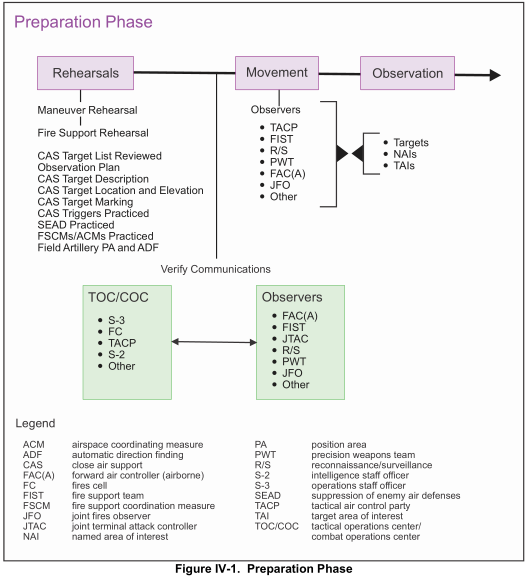 Preparation Phase
Rehearsals
Movement
Observation
Maneuver Rehearsal
Fire Support Rehearsal
CAS Target List Reviewed
Observation Plan
CAS Target Description
CAS Target Location and Elevation
CAS Target Marking
CAS Triggers Practiced
SEAD Practiced
FSCMs/ACMs Practiced
Field Artillery PA and ADF
Observers
• TACP
• FIST
• R/S
• PWT
• FAC(A)
• JFO
• Other
• Targets
• NAIs
• TAIs
Verify Communications
TOC/COC
• S-3
• FC
• TACP
• S-2
• Other
Observers
• FAC(A)
• FIST
• JTAC
• R/S
• PWT
• JFO
• Other
Legend
ACM airspace coordinating measure
ADF automatic direction finding
CAS close air support
FAC(A) forward air controller (airborne)
FC fires cell
FIST fire support team
FSCM fire support coordination measure
JFO joint fires observer
JTAC joint terminal attack controller
NAI named area of interest
PA position area
PWT precision weapons team
R/S reconnaissance/surveillance
S-2 intelligence staff officer
S-3 operations staff officer
SEAD suppression of enemy air defenses
TACP tactical air control party
TAI target area of interest
TOC/COC tactical operations center/
combat operations center
Figure IV-1. Preparation Phase